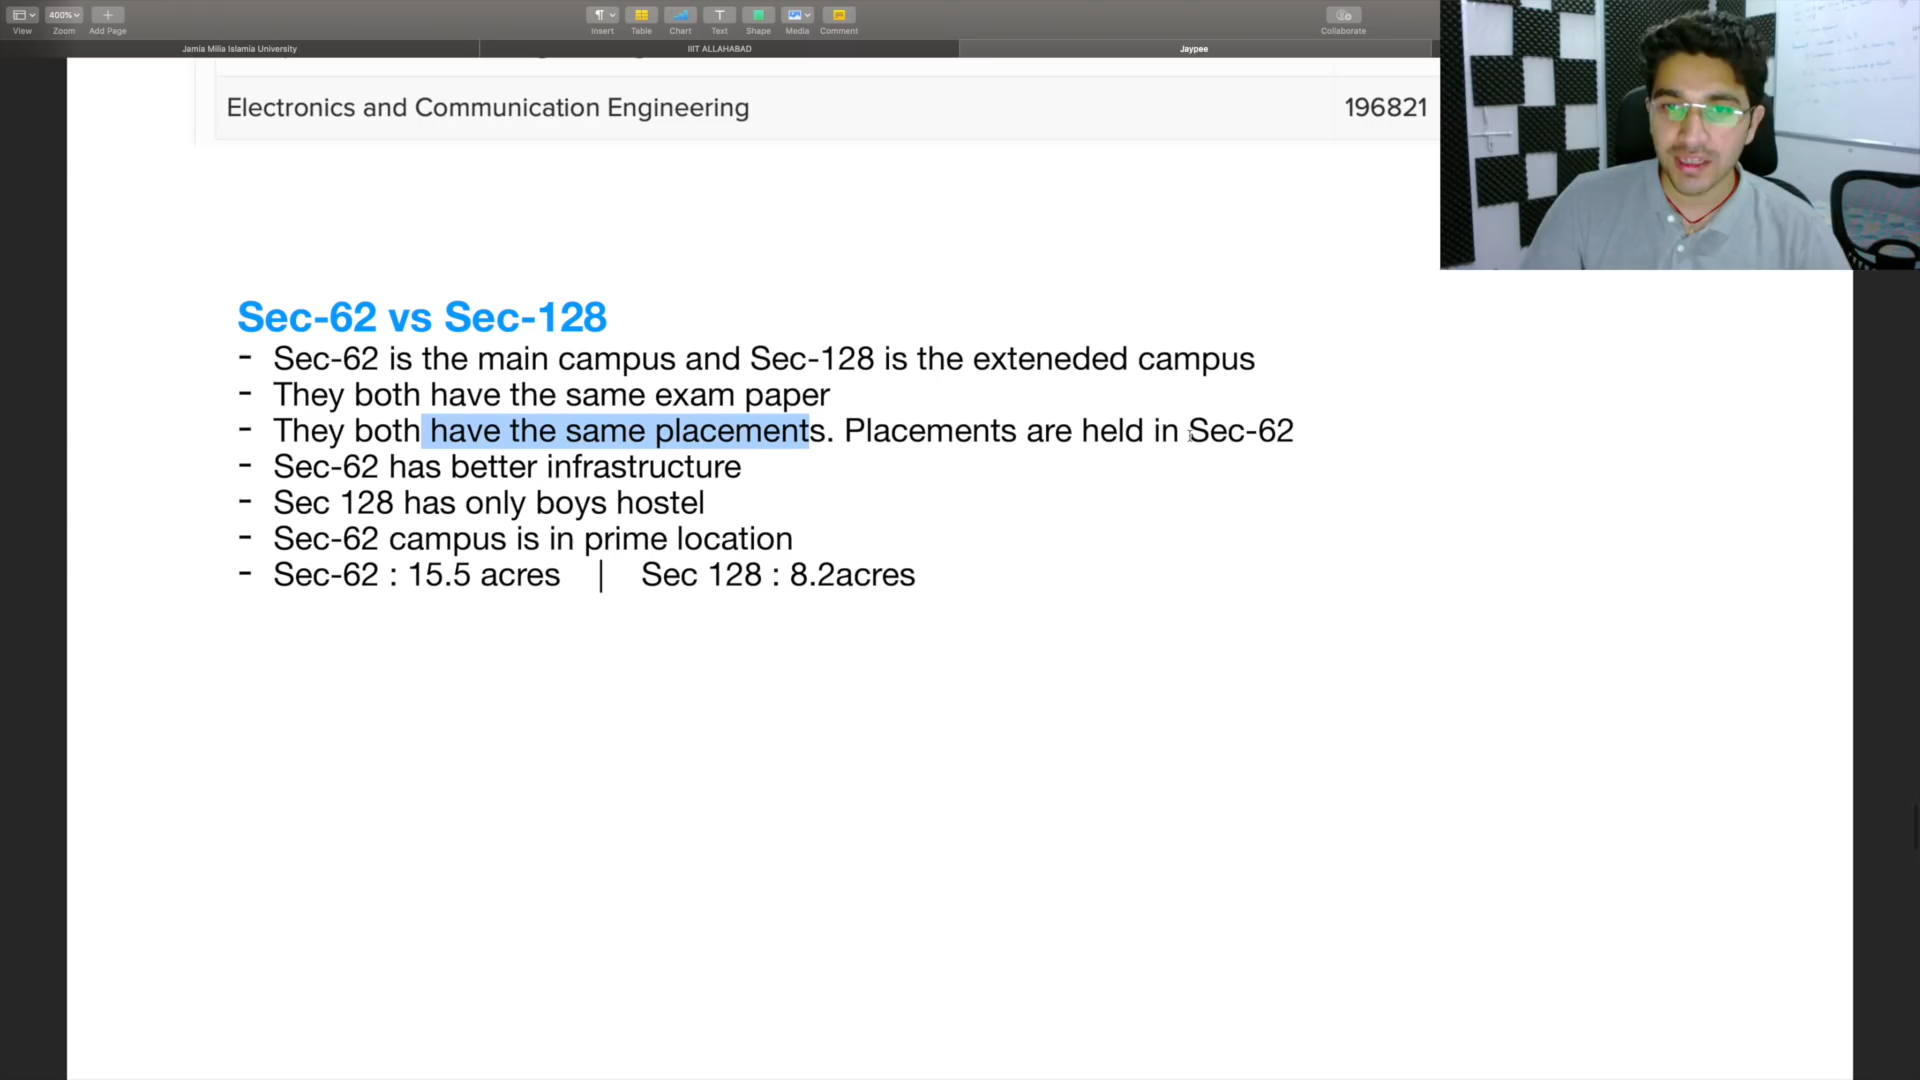 400%
View
Zoom
Add Page
Insert
Table
Chart
Text
Shape
Media
Comment
Collaborate
Jamia Milia Islamia University
IIIT ALLAHABAD
Jaypee
Electronics and Communication Engineering 196821
Sec-62 vs Sec-128
- Sec-62 is the main campus and Sec-128 is the exteneded campus
- They both have the same exam paper
- They both have the same placements. Placements are held in Sec-62
- Sec-62 has better infrastructure
- Sec 128 has only boys hostel
- Sec-62 campus is in prime location
- Sec-62 : 15.5 acres | Sec 128 : 8.2acres